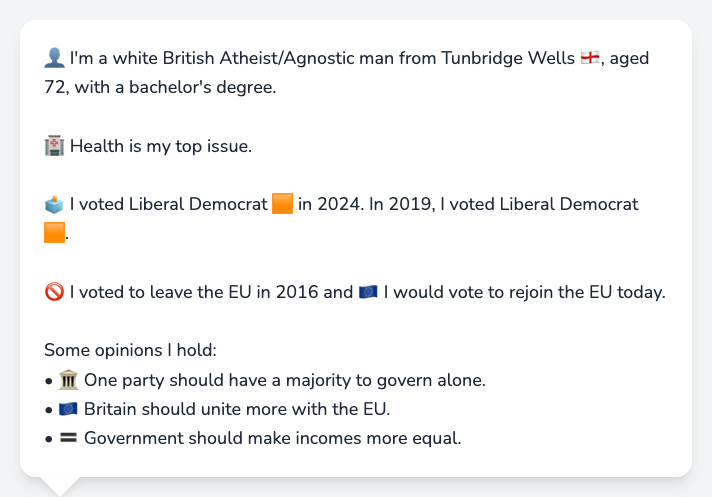 👤 I'm a white British Atheist/Agnostic man from Tunbridge Wells 🏴󠁧󠁢󠁥󠁮󠁧󠁿, aged
72, with a bachelor's degree.
🏥 Health is my top issue.
🗳️ I voted Liberal Democrat 🟧 in 2024. In 2019, I voted Liberal Democrat
🟧.
🚫 I voted to leave the EU in 2016 and 🇪🇺 I would vote to rejoin the EU today.
Some opinions I hold:
• 🏛️ One party should have a majority to govern alone.
• 🇪🇺 Britain should unite more with the EU.
• 🟰 Government should make incomes more equal.